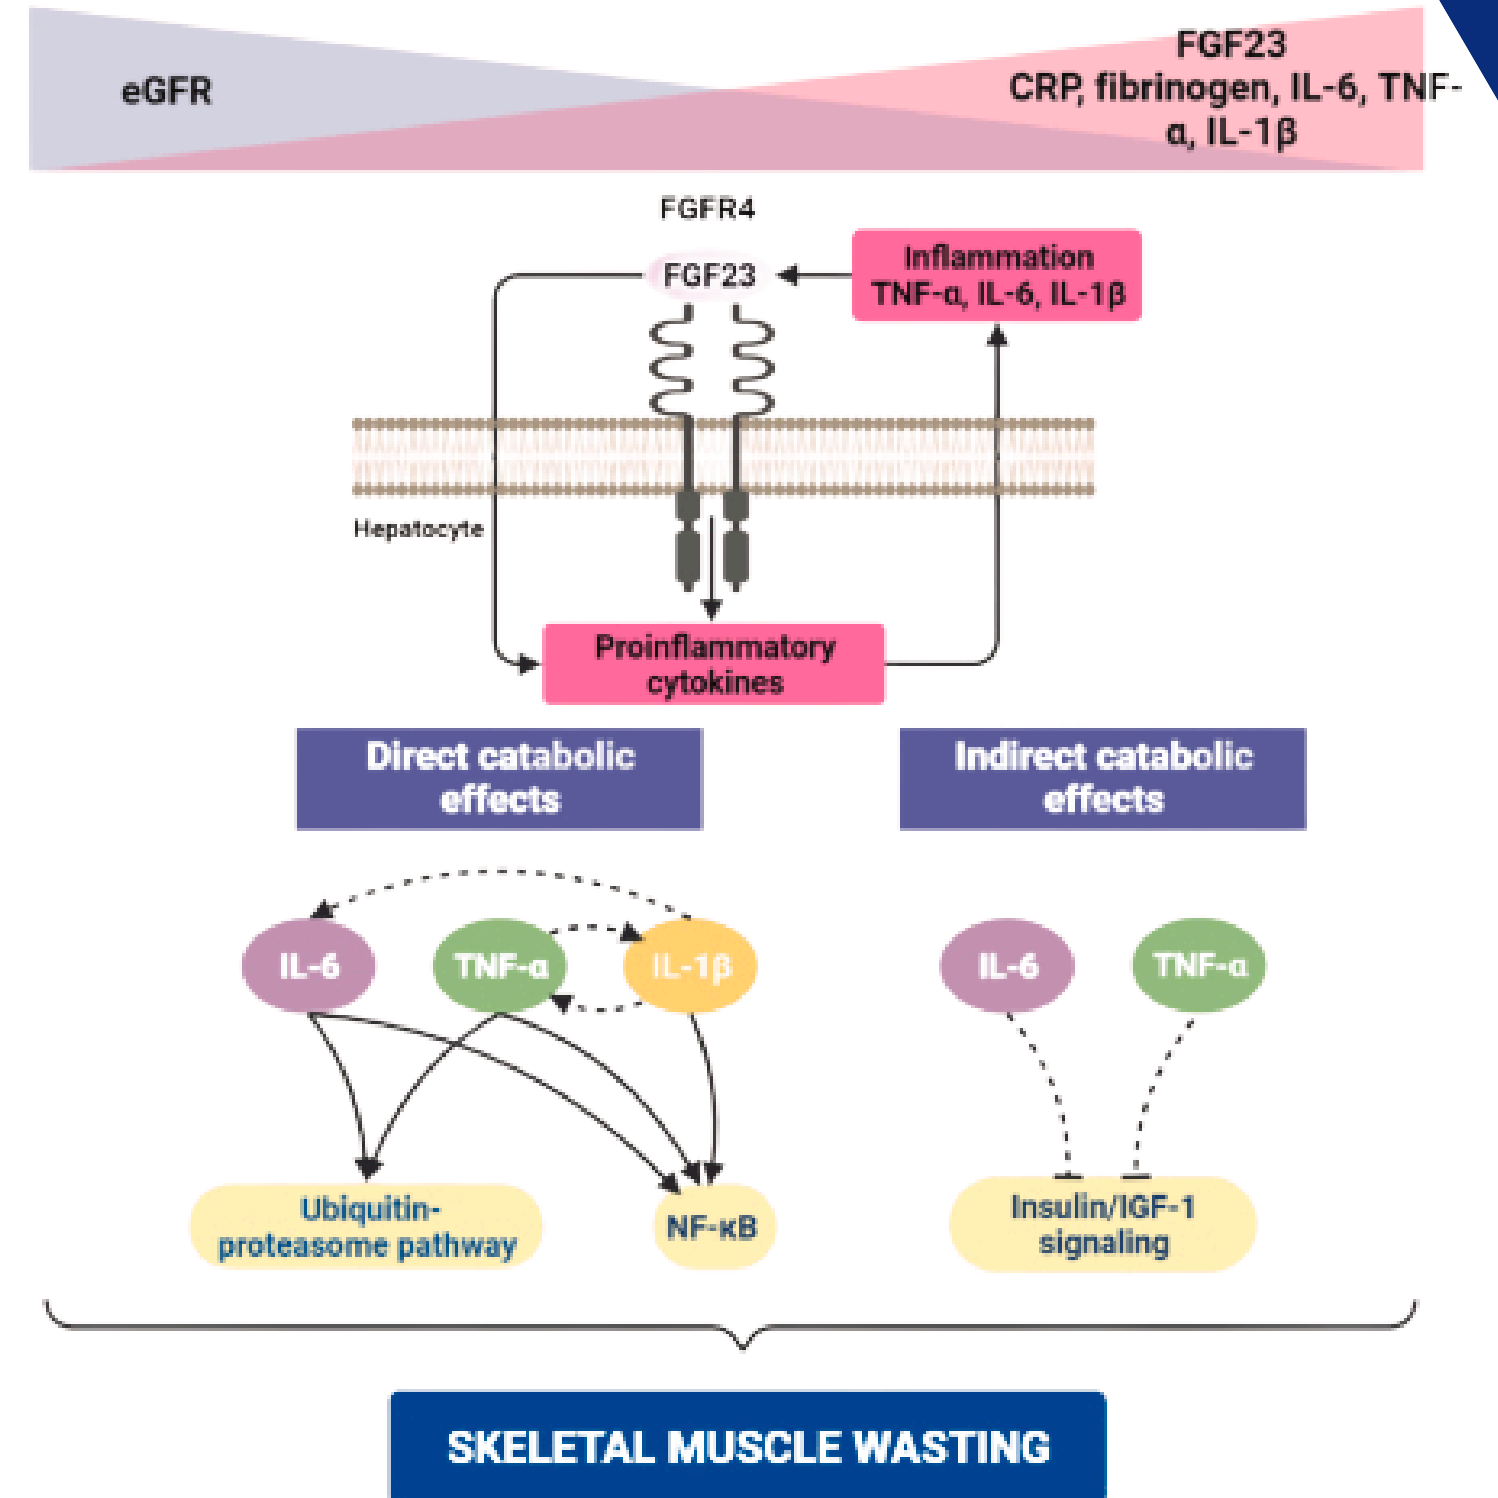 eGFR
FGF23
CRP, fibrinogen, IL-6, TNF-
α, IL-1β
FGFR4
FGF23
Inflammation
TNF-α, IL-6, IL-1β
Hepatocyte
Proinflammatory
cytokines
Direct catabolic
effects
Indirect catabolic
effects
IL-6
TNF-α
IL-1β
IL-6
TNF-α
Ubiquitin-
proteasome pathway
NF-κB
Insulin/IGF-1
signaling
SKELETAL MUSCLE WASTING